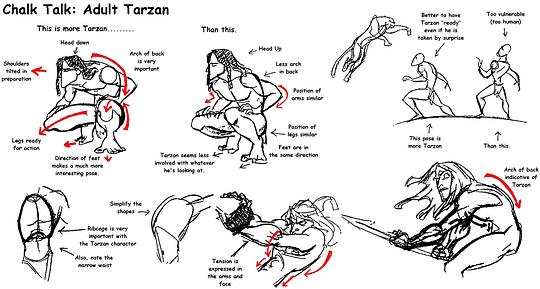 Chalk Talk: Adult Tarzan
This is more Tarzan.........
Than this.
Head down
Shoulders
tilted in
preparation
Arch of back
is very
important
Legs ready
for action
Direction of feet
makes a much more
interesting pose.
Head Up
Less arch
in back
Position of
arms similar
Position of
legs similar
Feet are in
the same direction
Tarzan seems less
involved with whatever
he's looking at.
Better to have
Tarzan "ready"
even if he is
taken by surprise
Too vulnerable
(too human)
This pose is
more Tarzan
Than this.
Ribcage is very
important with
the Tarzan character
Also, note the
narrow waist
Simplify the
shapes
Tension is
expressed in
the arms and
face
Arch of back
indicative of
Tarzan